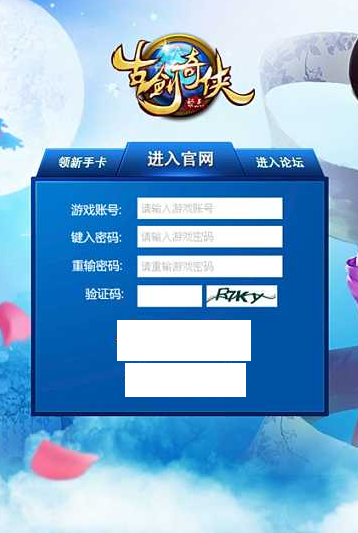 古剑奇侠
领新手卡 进入官网 进入论坛
游戏账号: 请输入游戏账号
键入密码: 请输入游戏密码
重输密码: 请重输游戏密码
验证码: R7Ky